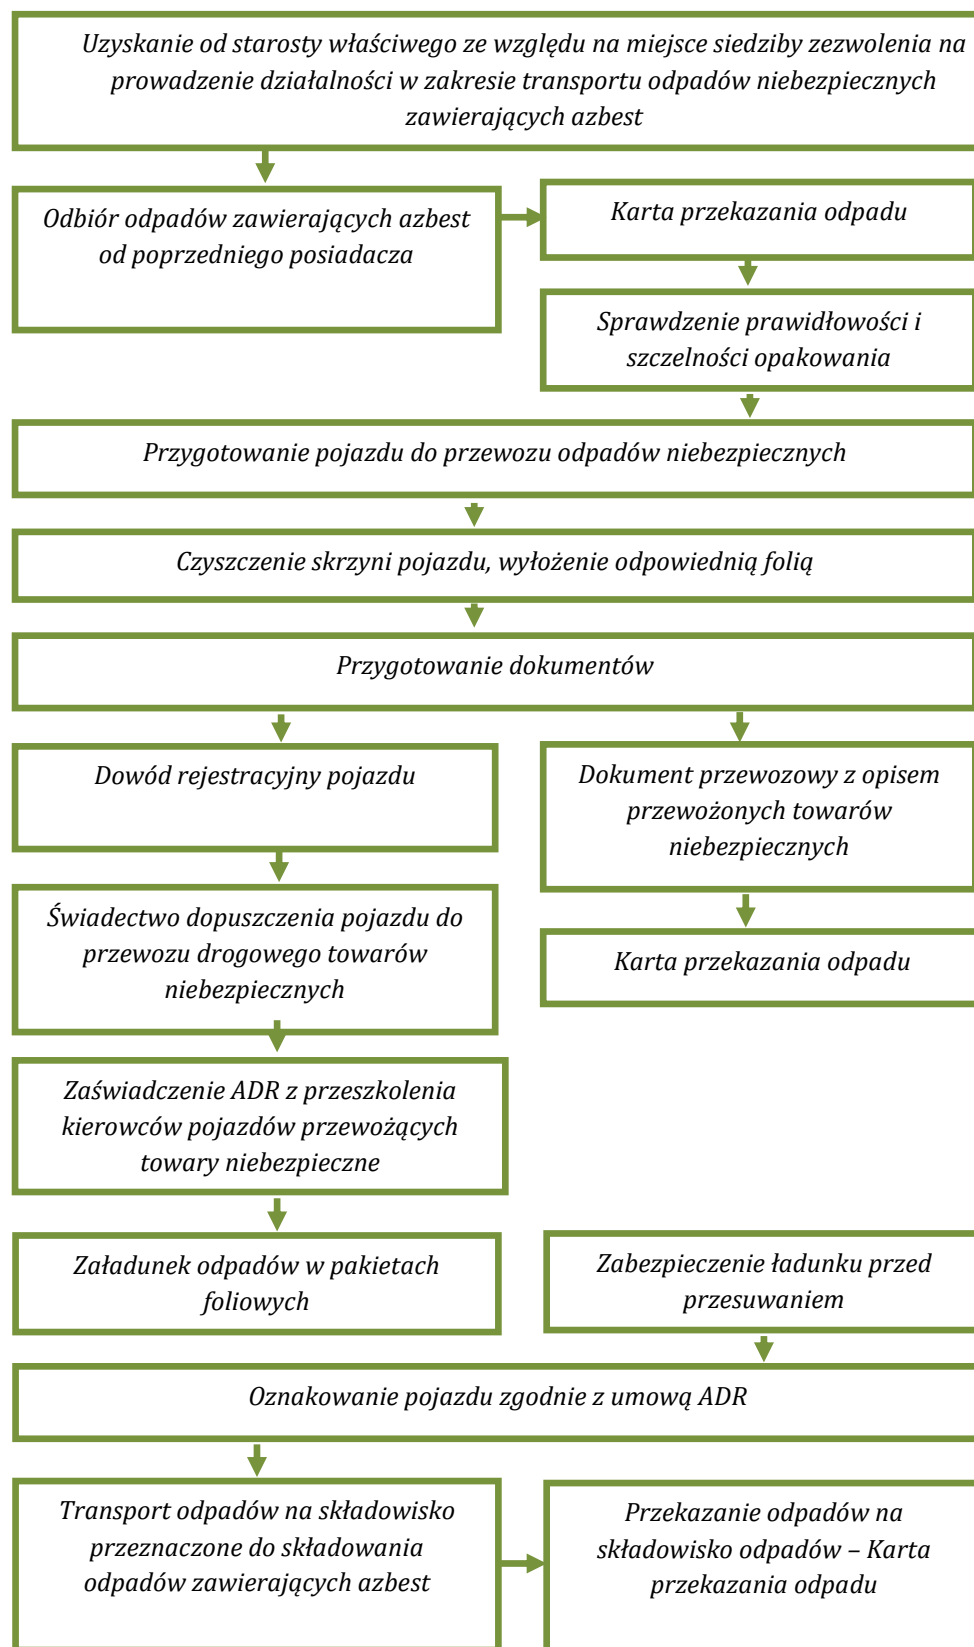 Uzyskanie od starosty właściwego ze względu na miejsce siedziby zezwolenia na
prowadzenie działalności w zakresie transportu odpadów niebezpiecznych
zawierających azbest
Odbiór odpadów zawierających azbest
od poprzedniego posiadacza
Karta przekazania odpadu
Sprawdzenie prawidłowości i
szczelności opakowania
Przygotowanie pojazdu do przewozu odpadów niebezpiecznych
Czyszczenie skrzyni pojazdu, wyłożenie odpowiednią folią
Przygotowanie dokumentów
Dowód rejestracyjny pojazdu
Dokument przewozowy z opisem
przewożonych towarów
niebezpiecznych
Świadectwo dopuszczenia pojazdu do
przewozu drogowego towarów
niebezpiecznych
Karta przekazania odpadu
Zaświadczenie ADR z przeszkolenia
kierowców pojazdów przewożących
towary niebezpieczne
Załadunek odpadów w pakietach
foliowych
Zabezpieczenie ładunku przed
przesuwaniem
Oznakowanie pojazdu zgodnie z umową ADR
Transport odpadów na składowisko
przeznaczone do składowania
odpadów zawierających azbest
Przekazanie odpadów na
składowisko odpadów – Karta
przekazania odpadu